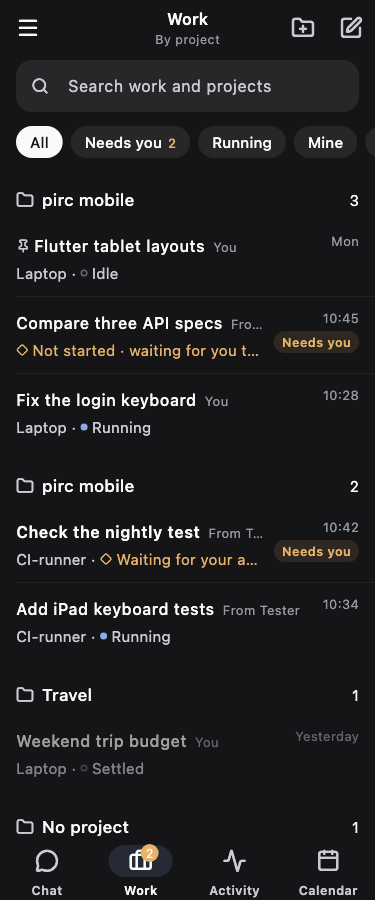 Work
By project
Search work and projects
All
Needs you 2
Running
Mine
pirc mobile 3
Flutter tablet layouts You Mon
Laptop · Idle
Compare three API specs Fro... 10:45
Not started · waiting for you t... Needs you
Fix the login keyboard You 10:28
Laptop · Running
pirc mobile 2
Check the nightly test From T... 10:42
CI-runner · Waiting for your a... Needs you
Add iPad keyboard tests From Tester 10:34
CI-runner · Running
Travel 1
Weekend trip budget You Yesterday
Laptop · Settled
No project 1
2
Chat Work Activity Calendar